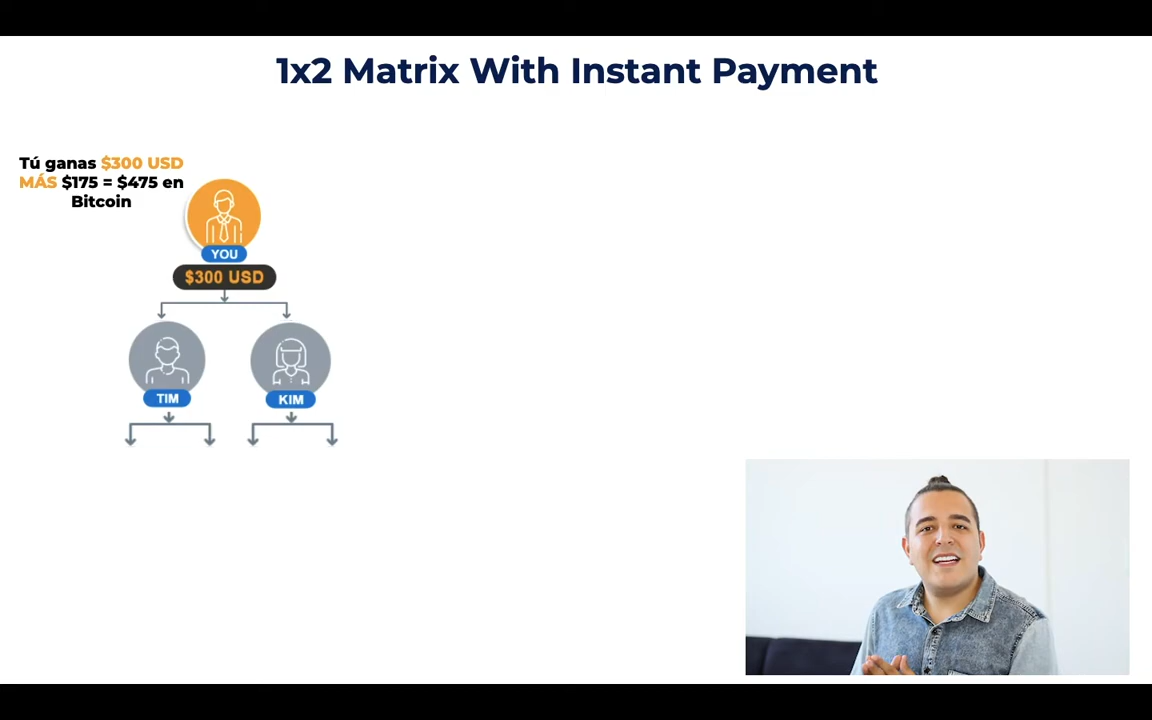 1x2 Matrix With Instant Payment
Tú ganas $300 USD
MÁS $175 = $475 en
Bitcoin
YOU
$300 USD
TIM
KIM